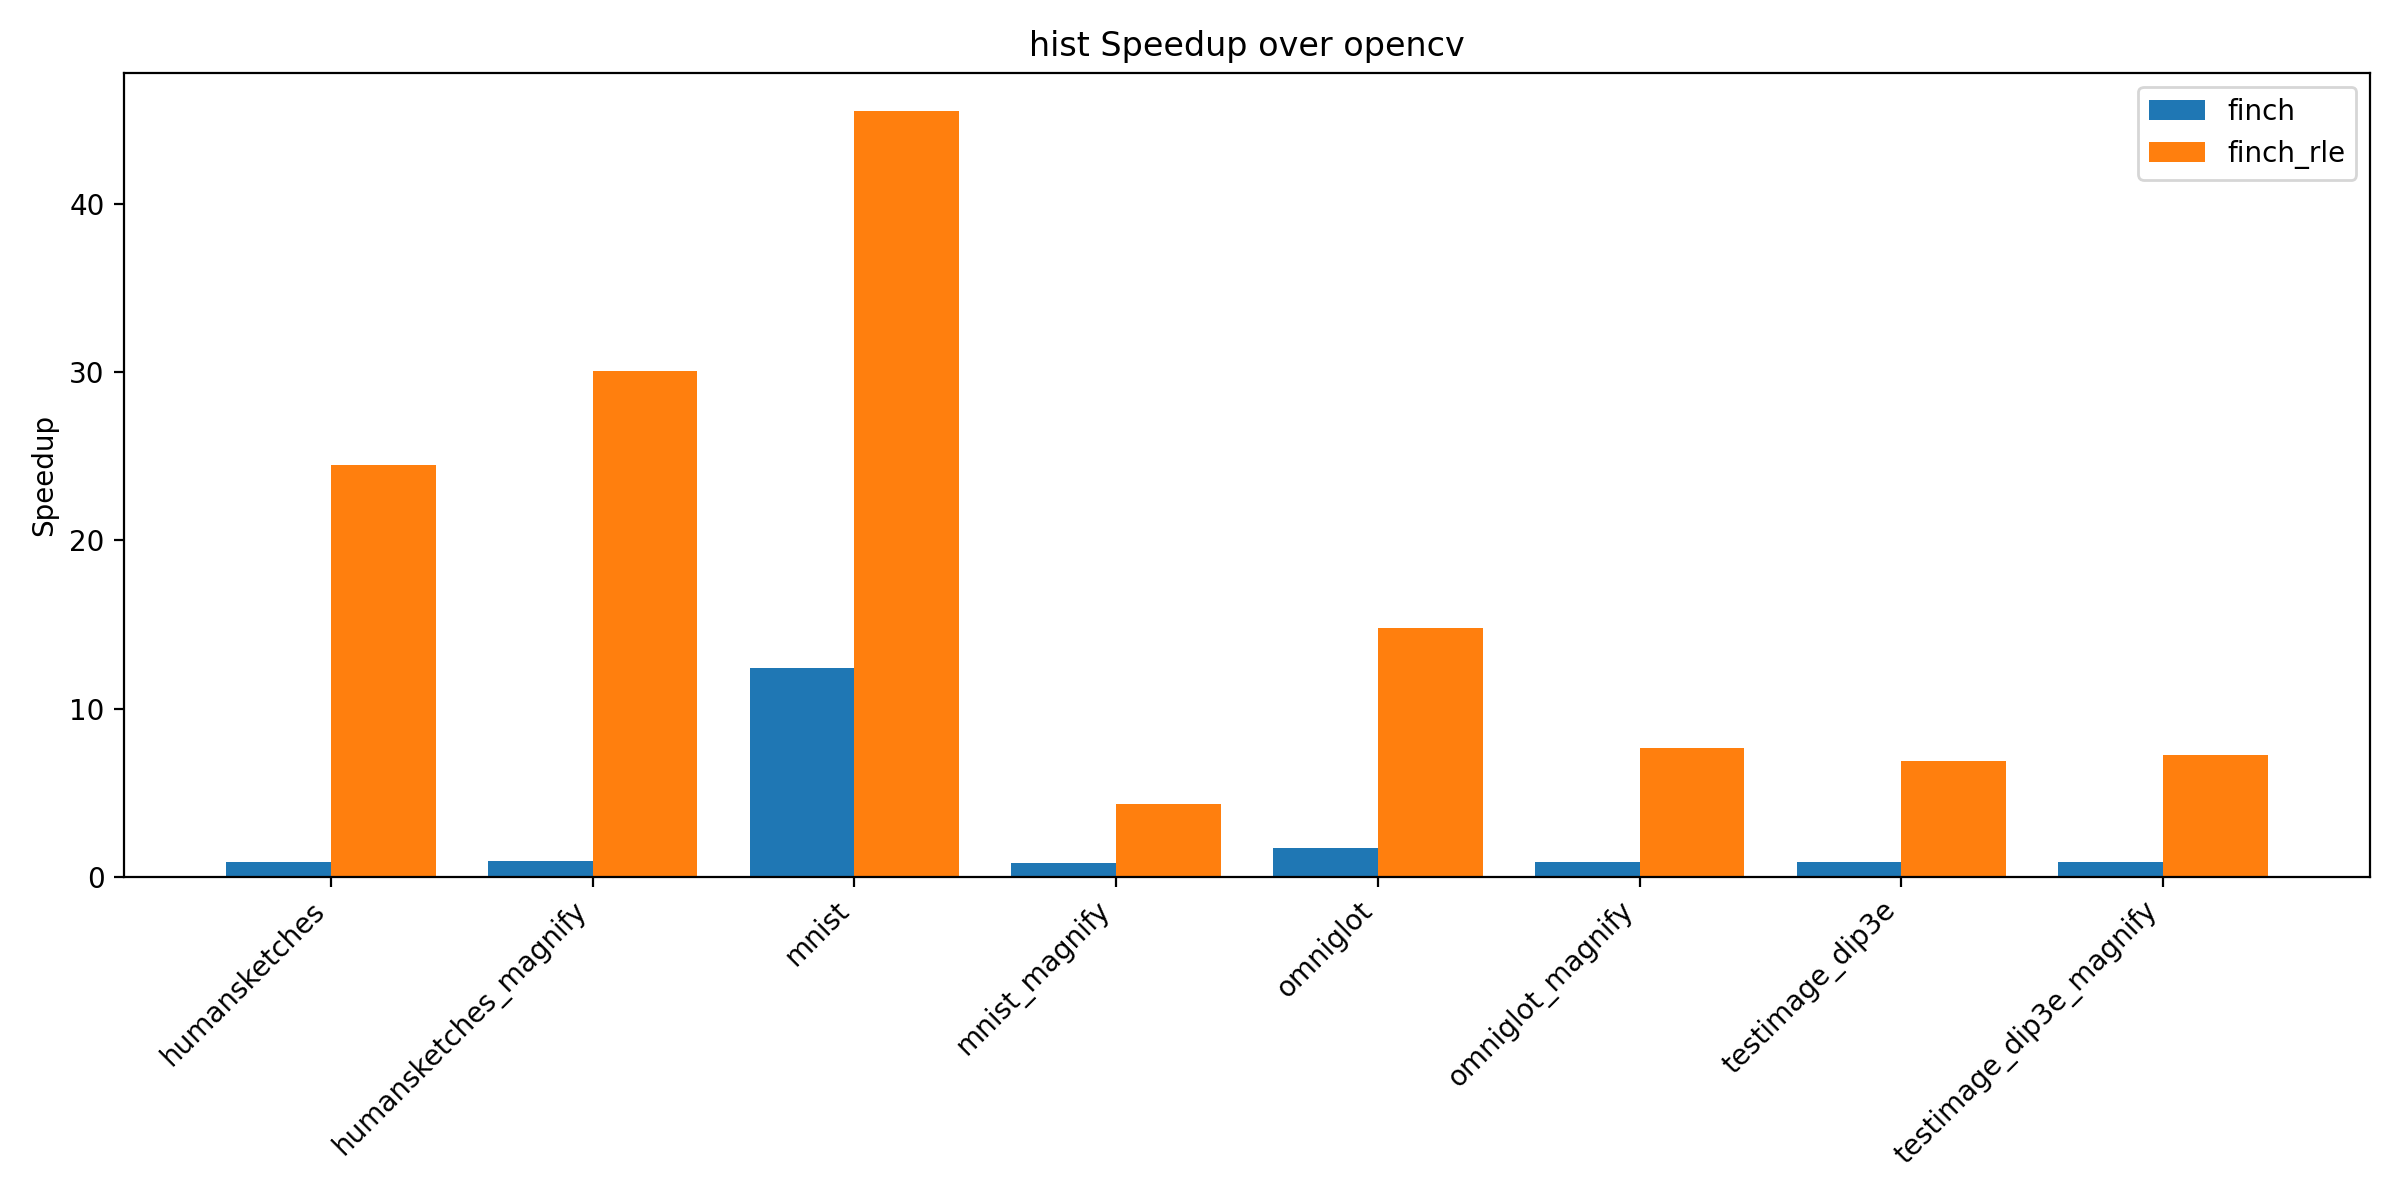 hist Speedup over opencv
finch
finch_rle
Speedup
40
30
20
10
0
humansketches
humansketches_magnify
mnist
mnist_magnify
omniglot
omniglot_magnify
testimage_dip3e
testimage_dip3e_magnify